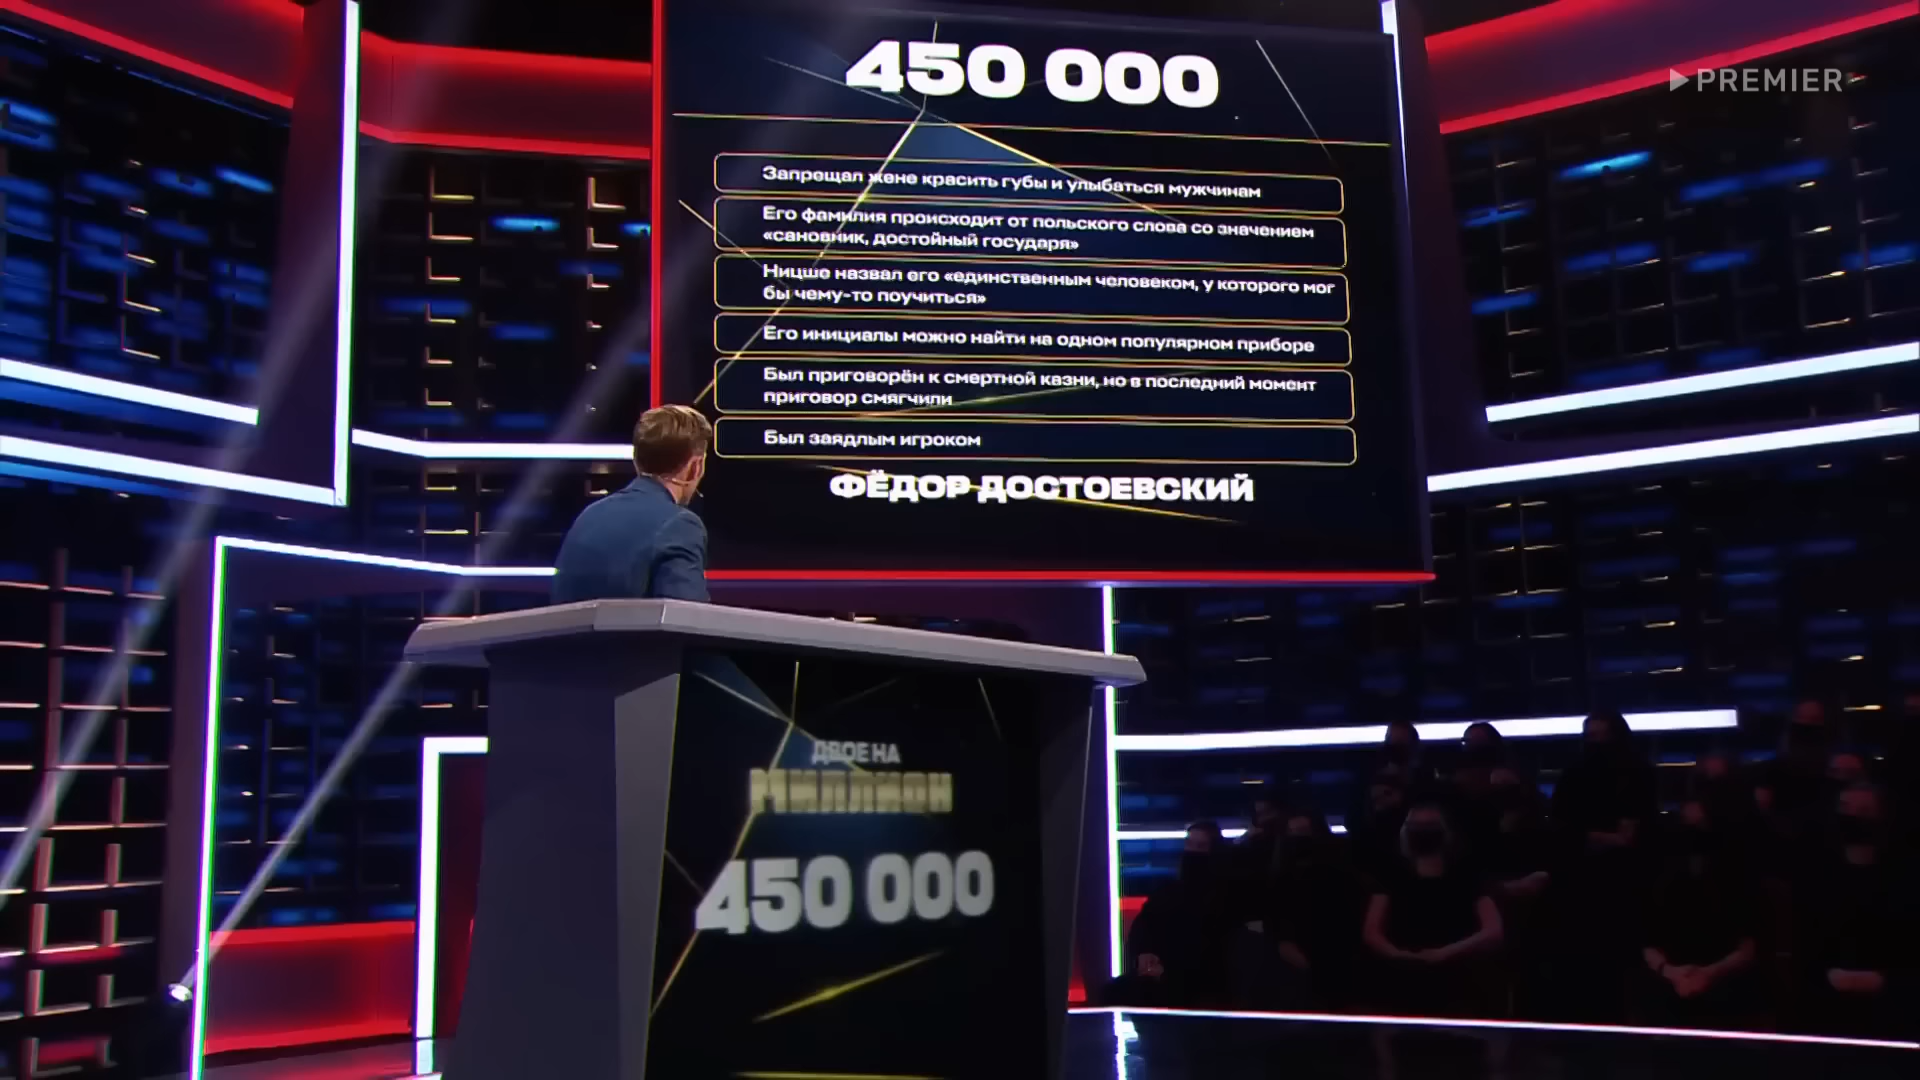 450 000
PREMIER
Запрещал жене красить губы и улыбаться мужчинам
Его фамилия происходит от польского слова со значением
«сановник, достойный государя»
Ницше назвал его «единственным человеком, у которого мог
бы чему-то поучиться»
Его инициалы можно найти на одном популярном приборе
Был приговорён к смертной казни, но в последний момент
приговор смягчили
Был заядлым игроком
ФЁДОР ДОСТОЕВСКИЙ
ДВОЕ НА
МИЛЛИОН
450 000